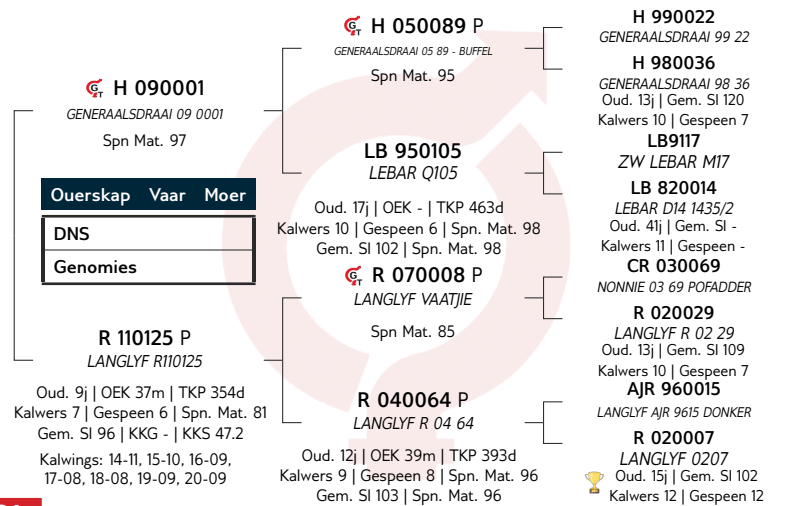 H 090001
GENERAALSDRAAI 09 0001
Spn Mat. 97
Ouerskap Vaar Moer
DNS
Genomies
R 110125 P
LANGLYF R110125
Oud. 9j | OEK 37m | TKP 354d
Kalwers 7 | Gespeen 6 | Spn. Mat. 81
Gem. SI 96 | KKG - | KKS 47.2
Kalwings: 14-11, 15-10, 16-09,
17-08, 18-08, 19-09, 20-09
H 050089 P
GENERAALSDRAAI 05 89 - BUFFEL
Spn Mat. 95
LB 950105
LEBAR Q105
Oud. 17j | OEK - | TKP 463d
Kalwers 10 | Gespeen 6 | Spn. Mat. 98
Gem. SI 102 | Spn. Mat. 98
R 070008 P
LANGLYF VAATJIE
Spn Mat. 85
R 040064 P
LANGLYF R 04 64
Oud. 12j | OEK 39m | TKP 393d
Kalwers 9 | Gespeen 8 | Spn. Mat. 96
Gem. SI 103 | Spn. Mat. 96
H 990022
GENERAALSDRAAI 99 22
H 980036
GENERAALSDRAAI 98 36
Oud. 13j | Gem. SI 120
Kalwers 10 | Gespeen 7
LB9117
ZW LEBAR M17
LB 820014
LEBAR D14 1435/2
Oud. 41j | Gem. SI -
Kalwers 11 | Gespeen -
CR 030069
NONNIE 03 69 POFADDER
R 020029
LANGLYF R 02 29
Oud. 13j | Gem. SI 109
Kalwers 10 | Gespeen 7
AJR 960015
LANGLYF AJR 9615 DONKER
R 020007
LANGLYF 0207
Oud. 15j | Gem. SI 102
Kalwers 12 | Gespeen 12